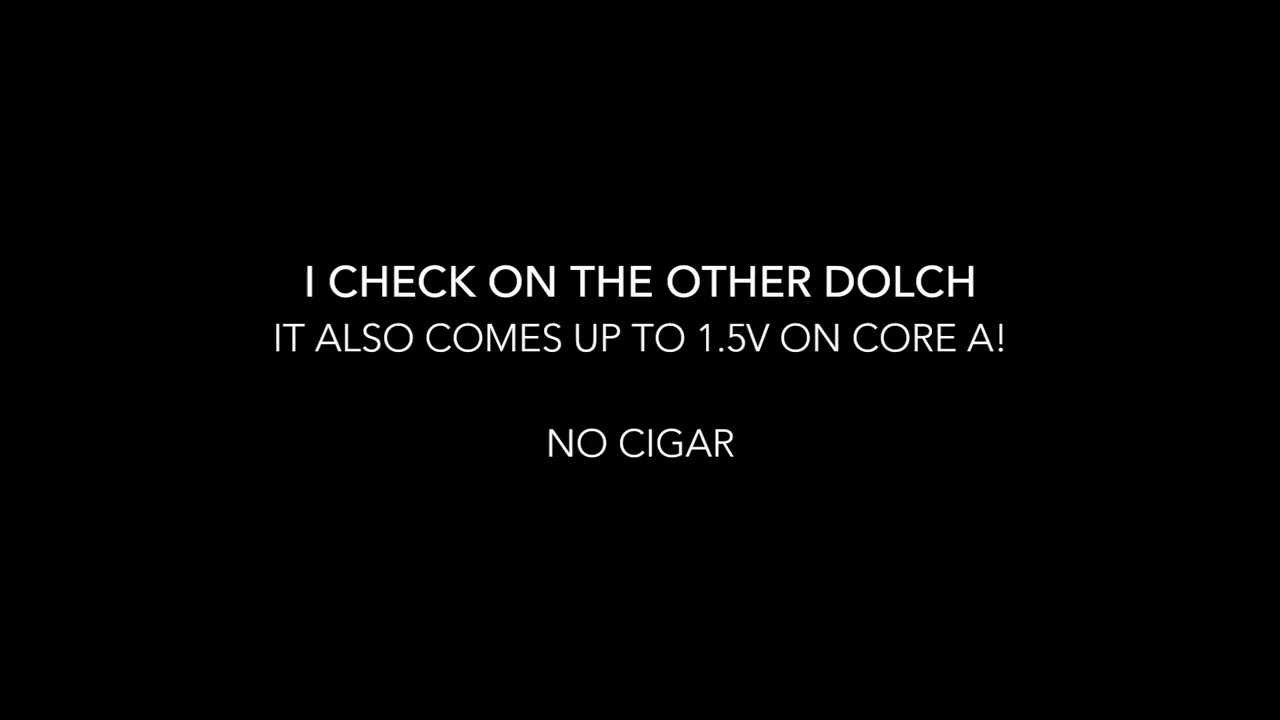 I CHECK ON THE OTHER DOLCH
IT ALSO COMES UP TO 1.5V ON CORE A!
NO CIGAR